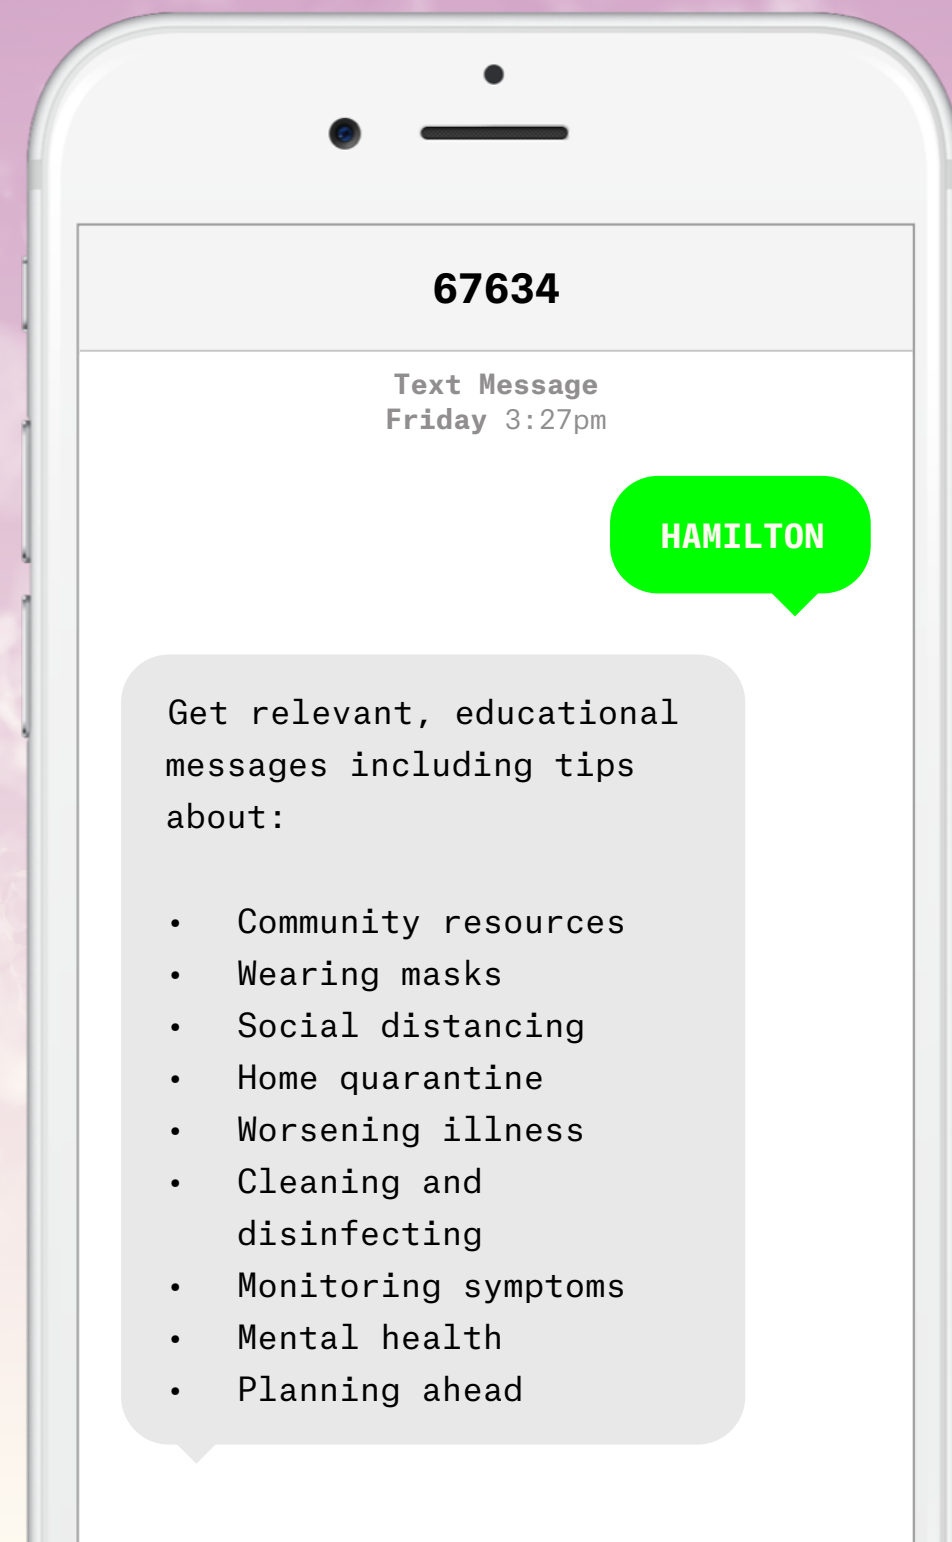 67634
Text Message
Friday 3:27pm
HAMILTON
Get relevant, educational
messages including tips
about:
• Community resources
• Wearing masks
• Social distancing
• Home quarantine
• Worsening illness
• Cleaning and
disinfecting
• Monitoring symptoms
• Mental health
• Planning ahead